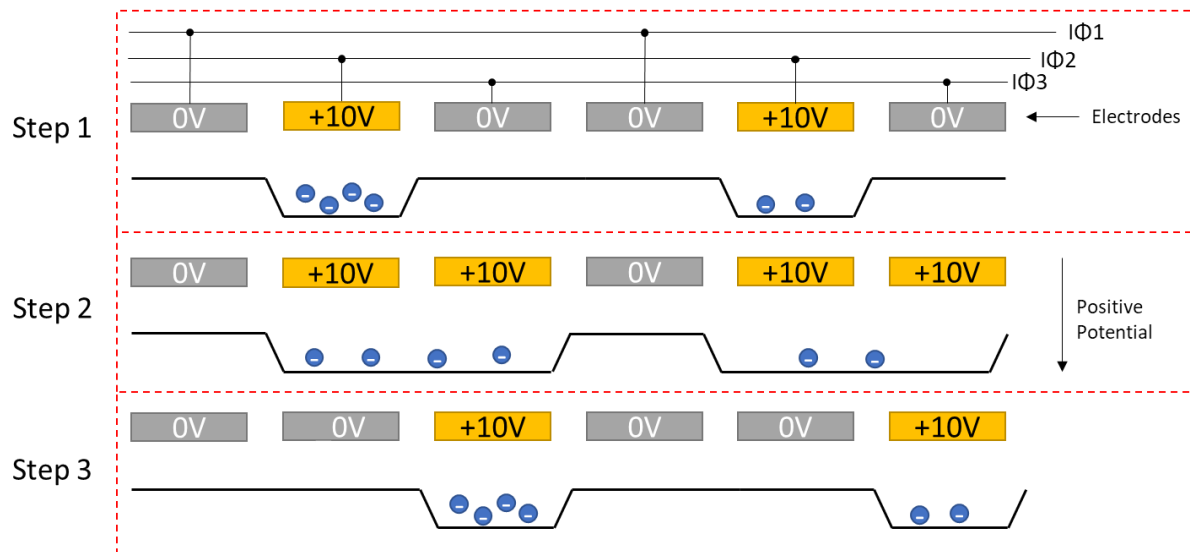 IΦ1
IΦ2
IΦ3
Step 1
0V +10V 0V 0V +10V 0V
Electrodes
- - - - - -
Step 2
0V +10V +10V 0V +10V +10V
Positive
Potential
- - - - - -
Step 3
0V 0V +10V 0V 0V +10V
- - - - - -